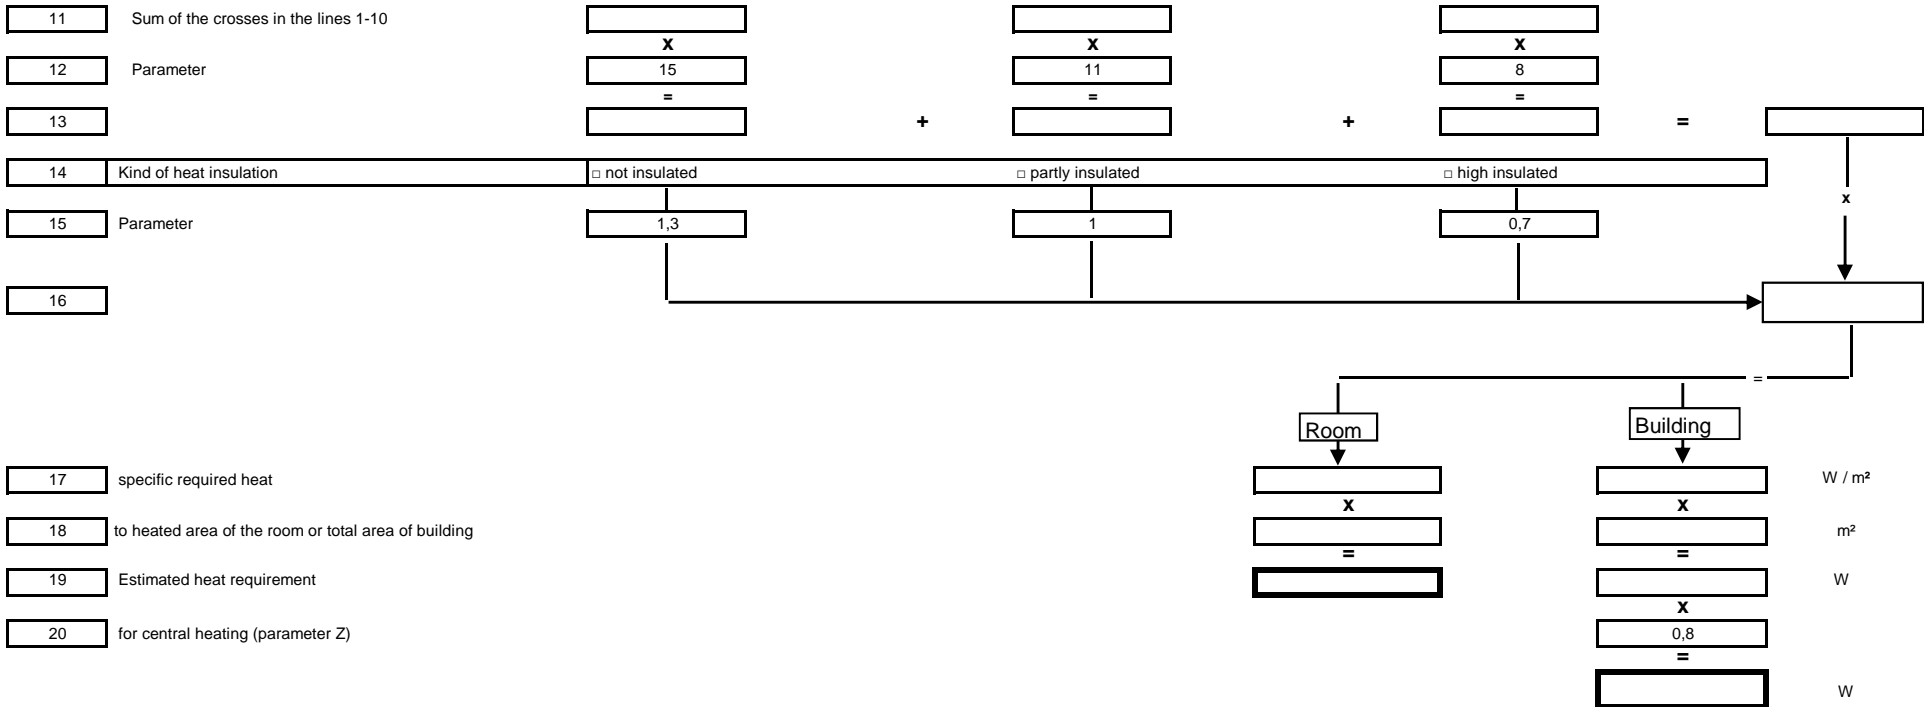 11 Sum of the crosses in the lines 1-10
x x x
12 Parameter 15 11 8
= = =
13 + + =
14 Kind of heat insulation □ not insulated □ partly insulated □ high insulated
x
15 Parameter 1,3 1 0,7
16
=
Room Building
17 specific required heat W / m²
x x
18 to heated area of the room or total area of building m²
= =
19 Estimated heat requirement W
x
20 for central heating (parameter Z) 0,8
=
W